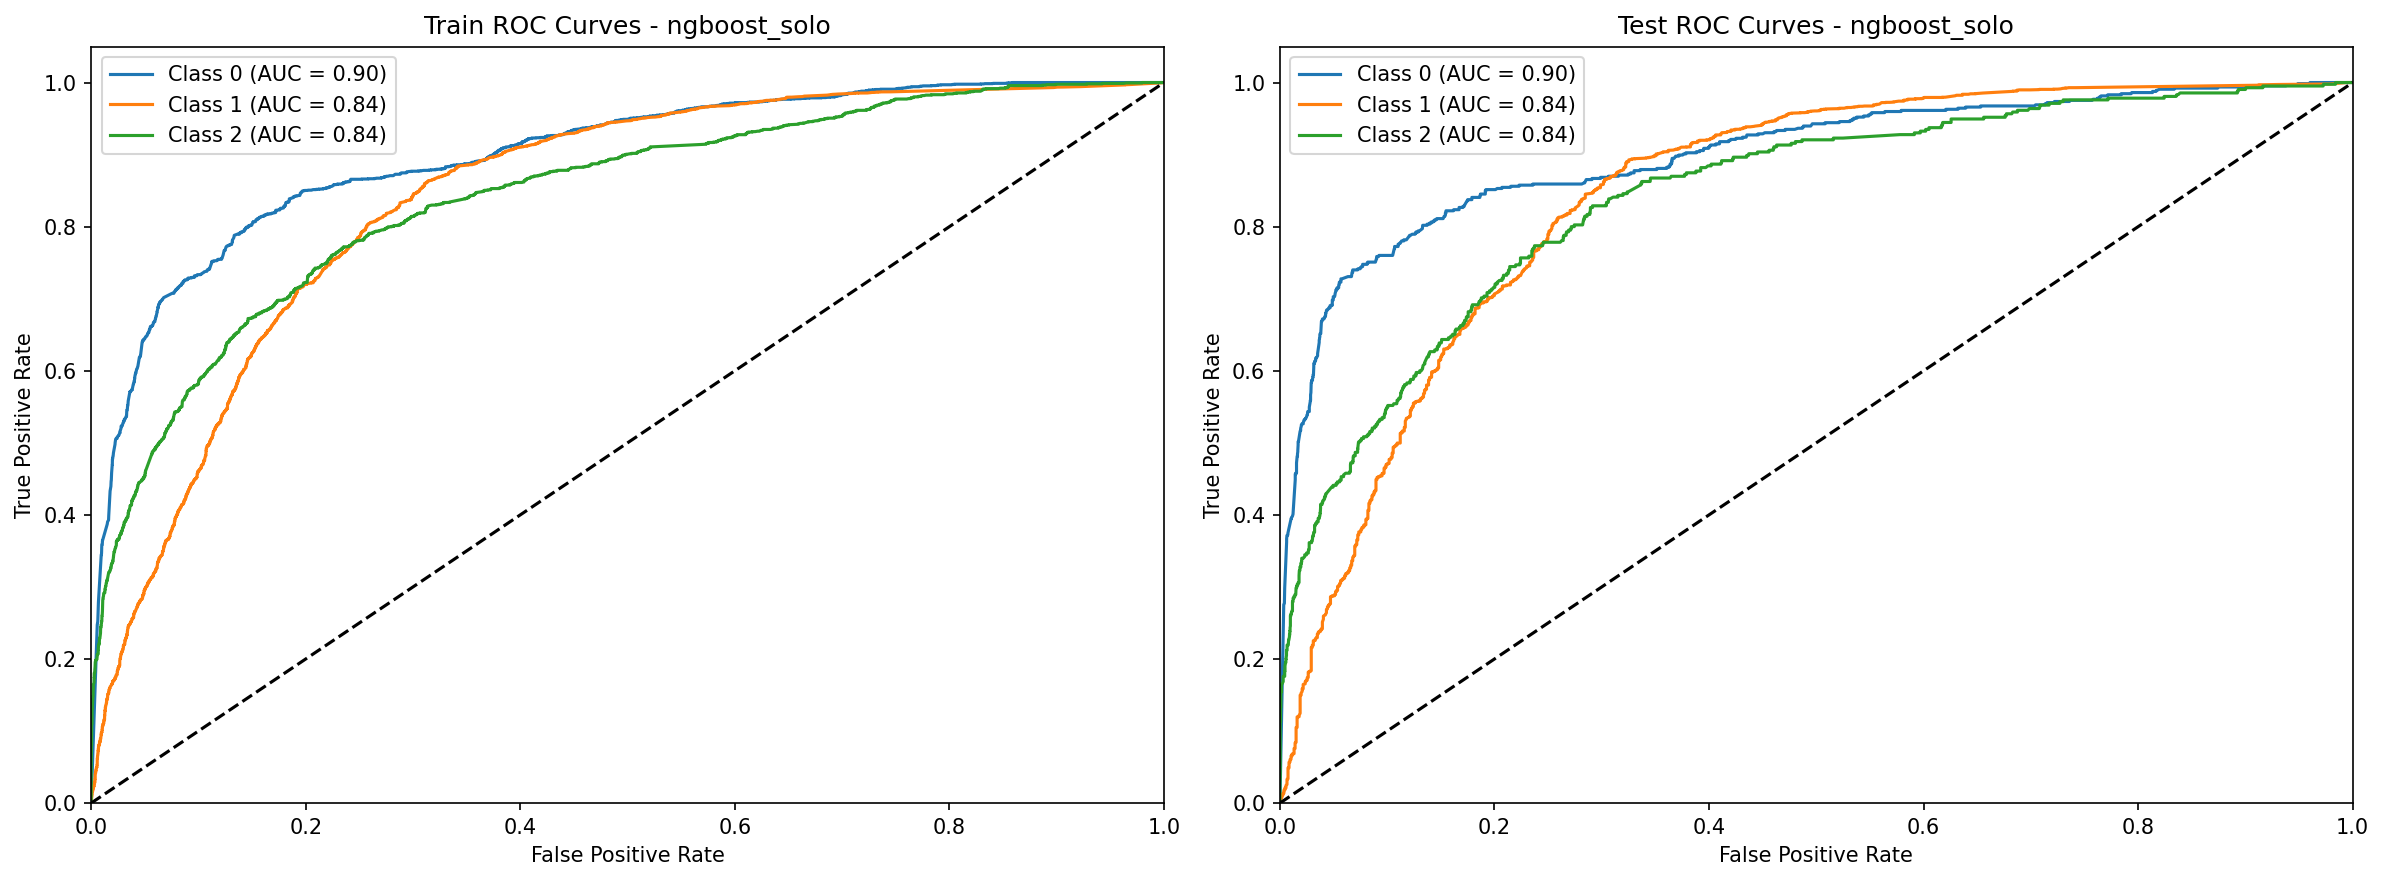 Train ROC Curves - ngboost_solo
Class 0 (AUC = 0.90)
Class 1 (AUC = 0.84)
Class 2 (AUC = 0.84)
True Positive Rate
1.0
0.8
0.6
0.4
0.2
0.0
0.0 0.2 0.4 0.6 0.8 1.0
False Positive Rate
Test ROC Curves - ngboost_solo
Class 0 (AUC = 0.90)
Class 1 (AUC = 0.84)
Class 2 (AUC = 0.84)
True Positive Rate
1.0
0.8
0.6
0.4
0.2
0.0
0.0 0.2 0.4 0.6 0.8 1.0
False Positive Rate